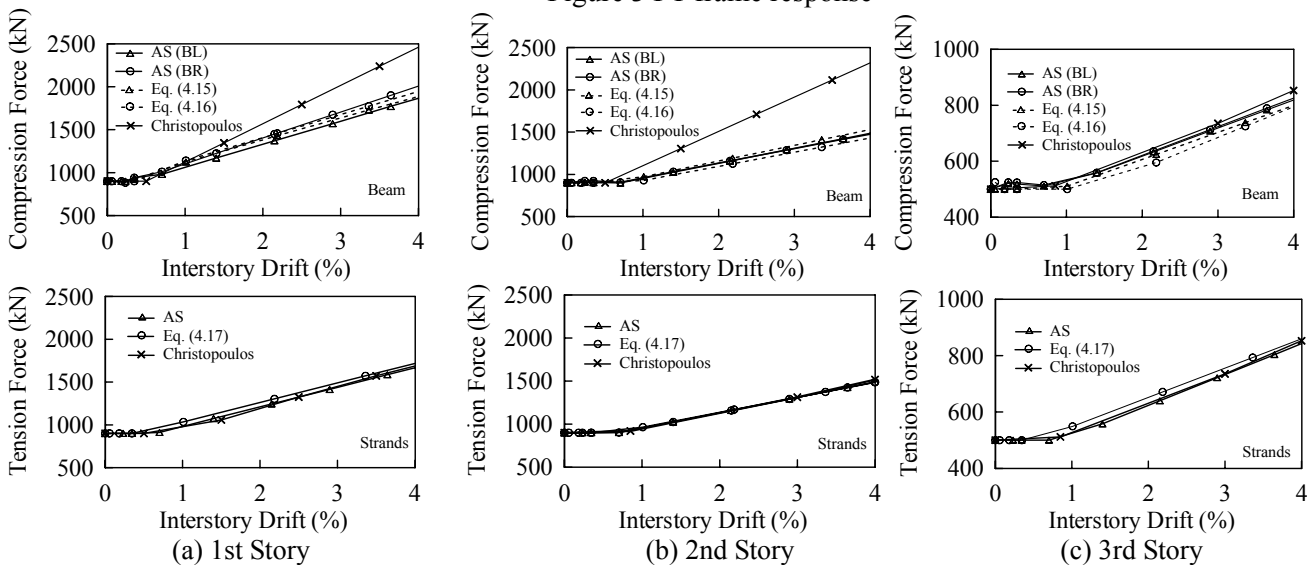 Figure frame response
Compression Force (kN)
2500
2000
1500
1000
500
AS (BL)
AS (BR)
Eq. (4.15)
Eq. (4.16)
Christopoulos
Beam
0 1 2 3 4
Interstory Drift (%)
Compression Force (kN)
2500
2000
1500
1000
500
AS (BL)
AS (BR)
Eq. (4.15)
Eq. (4.16)
Christopoulos
Beam
0 1 2 3 4
Interstory Drift (%)
Compression Force (kN)
1000
800
600
400
AS (BL)
AS (BR)
Eq. (4.15)
Eq. (4.16)
Christopoulos
Beam
0 1 2 3 4
Interstory Drift (%)
Tension Force (kN)
2500
2000
1500
1000
500
AS
Eq. (4.17)
Christopoulos
Strands
0 1 2 3 4
Interstory Drift (%)
(a) 1st Story
Tension Force (kN)
2500
2000
1500
1000
500
AS
Eq. (4.17)
Christopoulos
Strands
0 1 2 3 4
Interstory Drift (%)
(b) 2nd Story
Tension Force (kN)
1000
800
600
400
AS
Eq. (4.17)
Christopoulos
Strands
0 1 2 3 4
Interstory Drift (%)
(c) 3rd Story